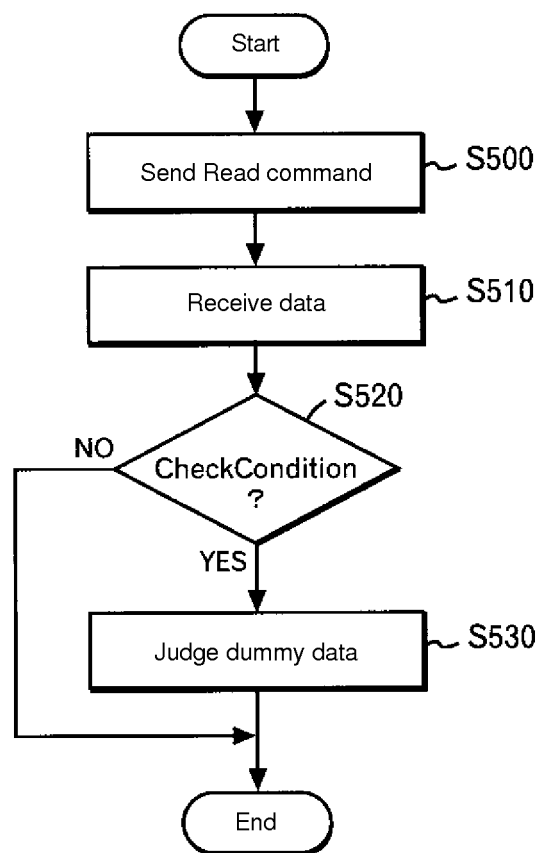 Start
Send Read command
S500
Receive data
S510
S520
NO
CheckCondition
?
YES
Judge dummy data
S530
End